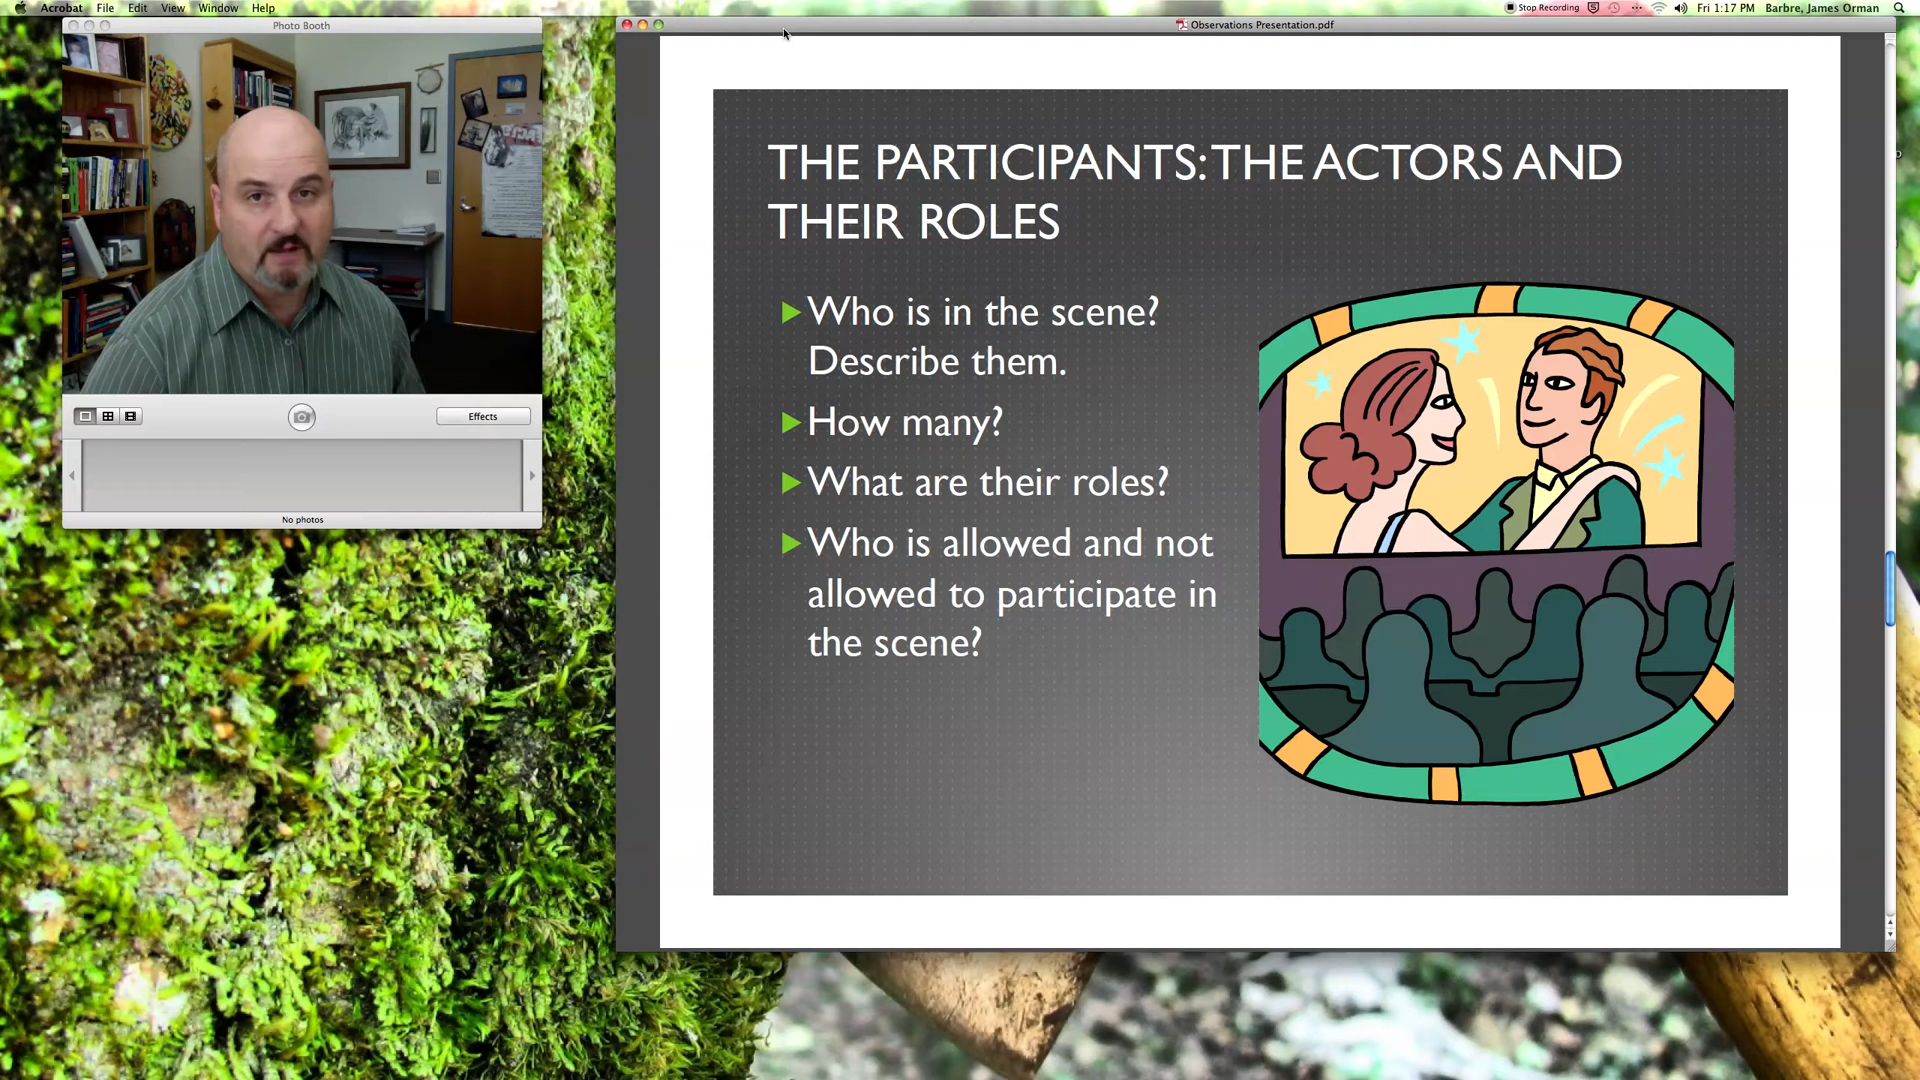 Acrobat File Edit View Window Help
Stop Recording Fri 1:17 PM Barbre, James Orman
Photo Booth
Effects
No photos
Observations Presentation.pdf
THE PARTICIPANTS: THE ACTORS AND
THEIR ROLES
Who is in the scene?
Describe them.
How many?
What are their roles?
Who is allowed and not
allowed to participate in
the scene?